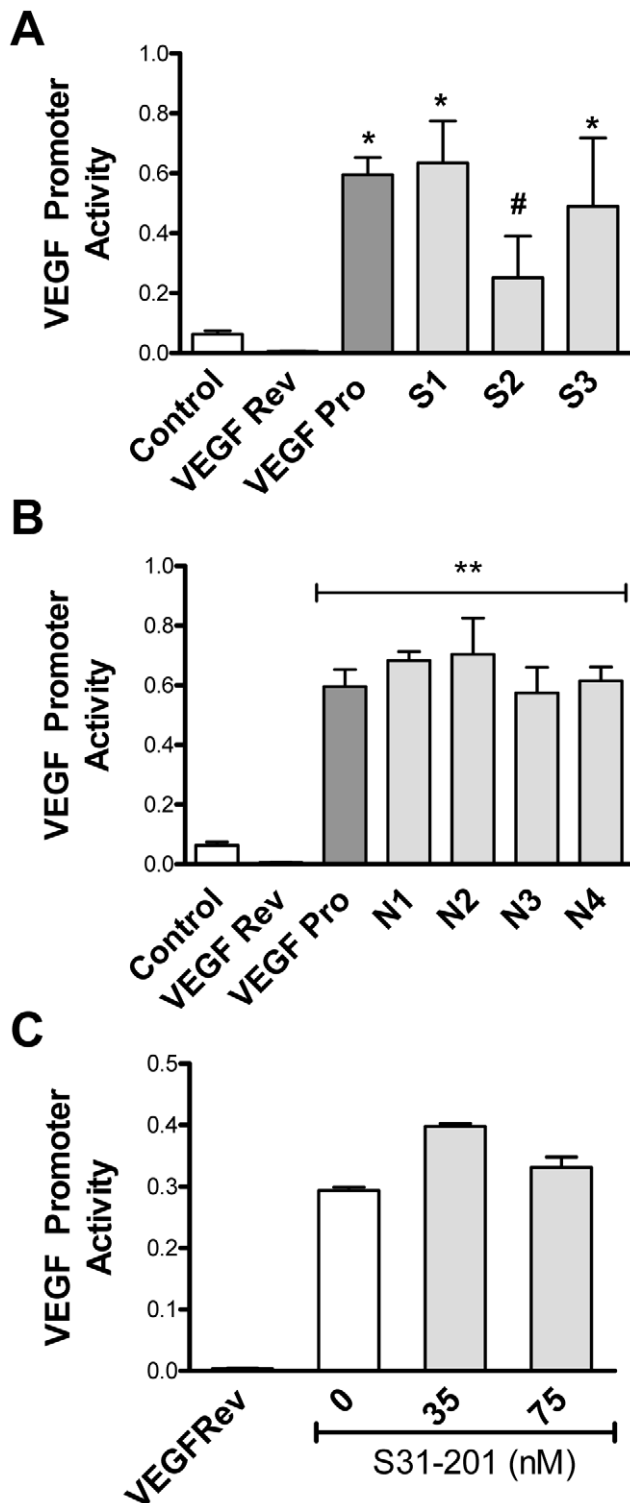 A
VEGF Promoter
Activity
1.0
0.8
0.6
0.4
0.2
0.0
*
*
#
*
Control
VEGF Rev
VEGF Pro
S1
S2
S3
B
VEGF Promoter
Activity
1.0
0.8
0.6
0.4
0.2
0.0
**
Control
VEGF Rev
VEGF Pro
N1
N2
N3
N4
C
VEGF Promoter
Activity
0.5
0.4
0.3
0.2
0.1
0.0
VEGFRev
0
35
75
S31-201 (nM)